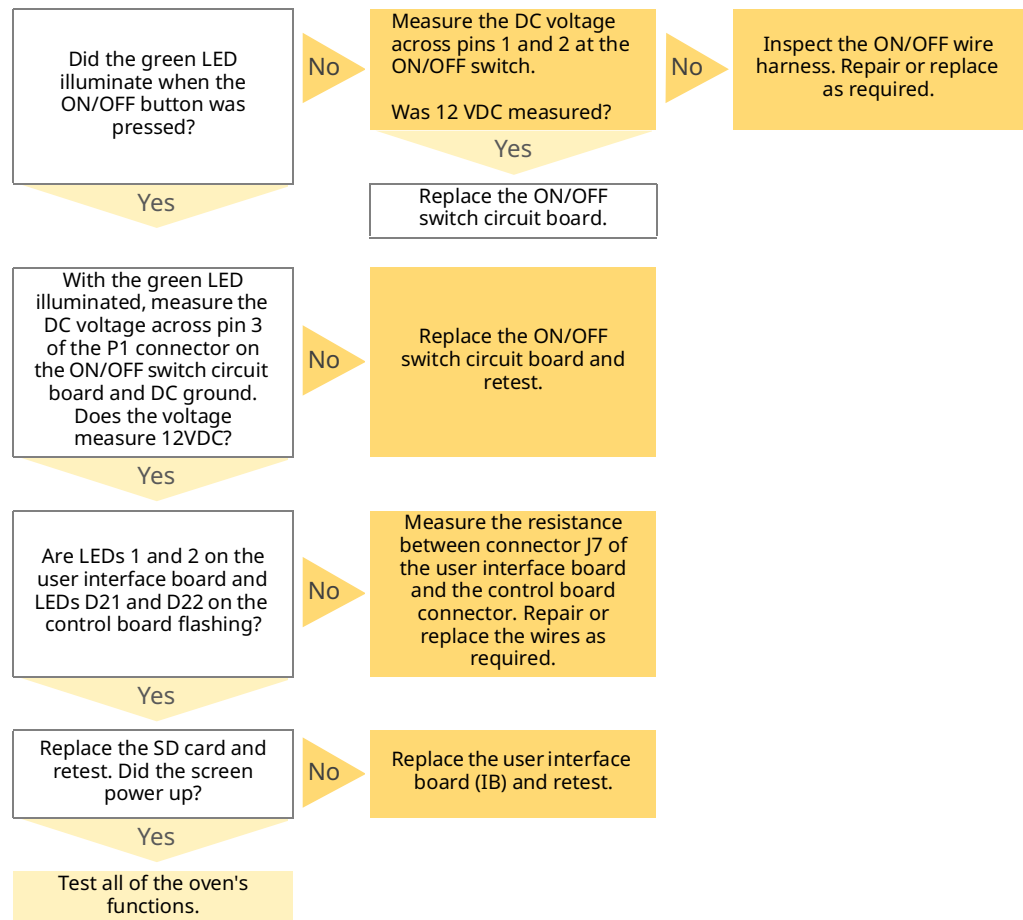 Did the green LED
illuminate when the
ON/OFF button was
pressed?
No
Measure the DC voltage
across pins 1 and 2 at the
ON/OFF switch.
Was 12 VDC measured?
No
Inspect the ON/OFF wire
harness. Repair or replace
as required.
Yes
Yes
Replace the ON/OFF
switch circuit board.
With the green LED
illuminated, measure the
DC voltage across pin 3
of the P1 connector on
the ON/OFF switch circuit
board and DC ground.
Does the voltage
measure 12VDC?
No
Replace the ON/OFF
switch circuit board and
retest.
Yes
Are LEDs 1 and 2 on the
user interface board and
LEDs D21 and D22 on the
control board flashing?
No
Measure the resistance
between connector J7 of
the user interface board
and the control board
connector. Repair or
replace the wires as
required.
Yes
Replace the SD card and
retest. Did the screen
power up?
No
Replace the user interface
board (IB) and retest.
Yes
Test all of the oven's
functions.